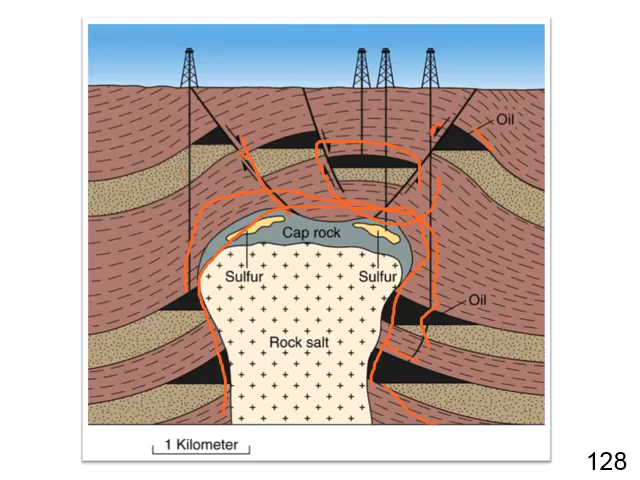 Oil
Cap rock
Sulfur
Sulfur
Oil
Rock salt
1 Kilometer
128